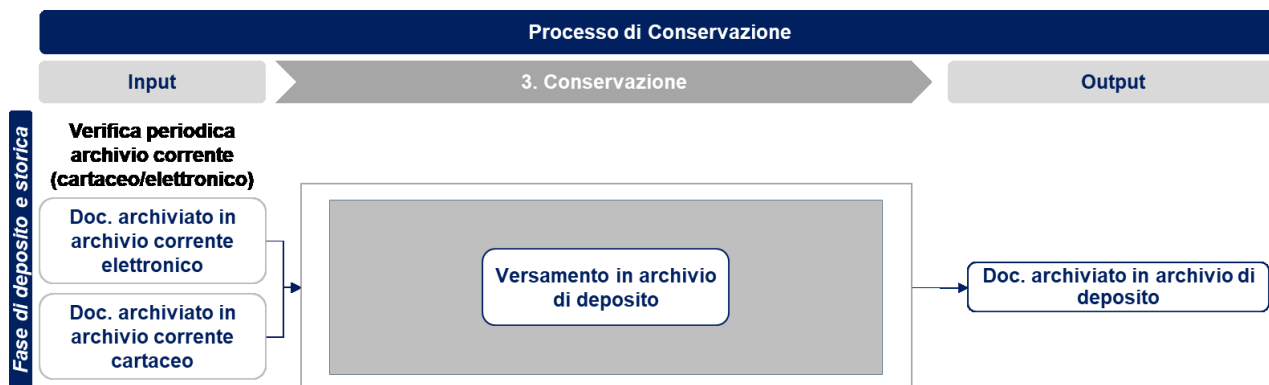 Processo di Conservazione
Input
3. Conservazione
Output
Fase di deposito e storica
Verifica periodica
archivio corrente
(cartaceo/elettronico)
Doc. archiviato in
archivio corrente
elettronico
Doc. archiviato in
archivio corrente
cartaceo
Versamento in archivio
di deposito
Doc. archiviato in archivio di
deposito